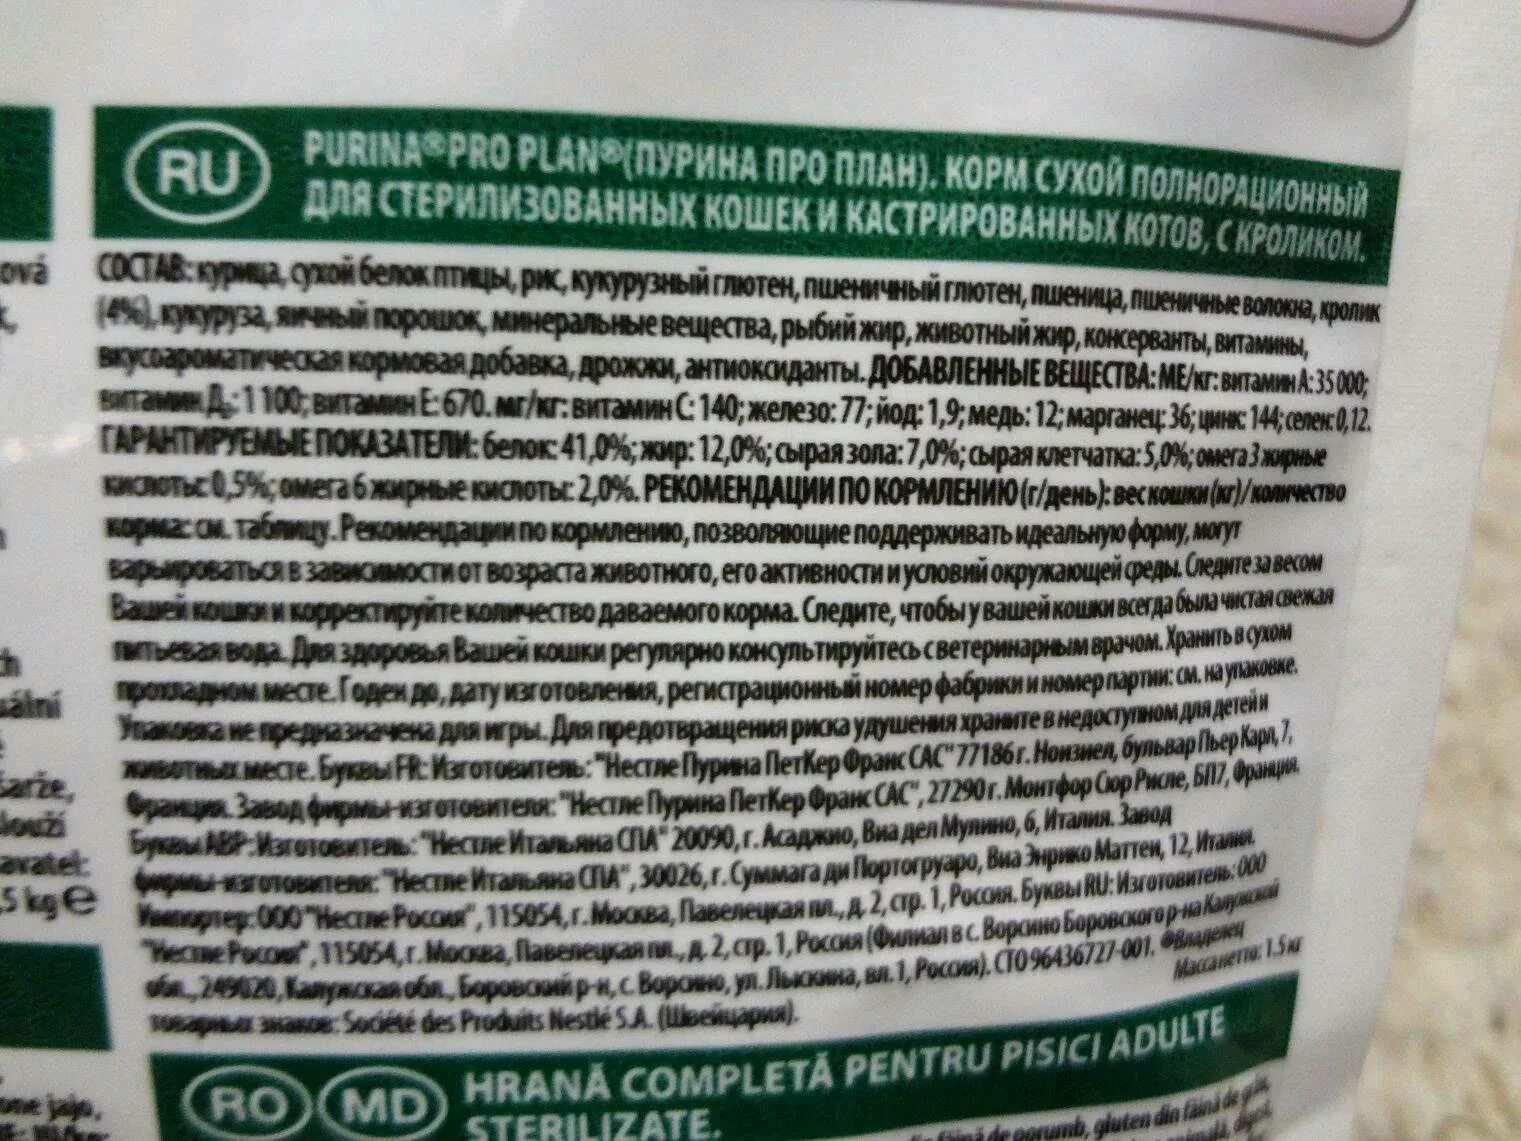 RU
PURINA®PRO PLAN®(ПУРИНА ПРО ПЛАН). КОРМ СУХОЙ ПОЛНОРАЦИОННЫЙ
ДЛЯ СТЕРИЛИЗОВАННЫХ КОШЕК И КАСТРИРОВАННЫХ КОТОВ, С КРОЛИКОМ.
СОСТАВ: курица, сухой белок птицы, рис, кукурузный глютен, пшеничный глютен, пшеница, пшеничные волокна, кролик
(4%), кукуруза, яичный порошок, минеральные вещества, рыбий жир, животный жир, консерванты, витамины,
вкусоароматическая кормовая добавка, дрожжи, антиоксиданты. ДОБАВЛЕННЫЕ ВЕЩЕСТВА: МЕ/кг: витамин A: 35 000;
витамин Д₃: 1 100; витамин E: 670. мг/кг: витамин C: 140; железо: 77; йод: 1,9; медь: 12; марганец: 36; цинк: 144; селен: 0,12.
ГАРАНТИРУЕМЫЕ ПОКАЗАТЕЛИ: белок: 41,0%; жир: 12,0%; сырая зола: 7,0%; сырая клетчатка: 5,0%; омега 3 жирные
кислоты: 0,5%; омега 6 жирные кислоты: 2,0%. РЕКОМЕНДАЦИИ ПО КОРМЛЕНИЮ (г/день): вес кошки (кг) / количество
корма: см. таблицу. Рекомендации по кормлению, позволяющие поддерживать идеальную форму, могут
варьироваться в зависимости от возраста животного, его активности и условий окружающей среды. Следите за весом
Вашей кошки и корректируйте количество даваемого корма. Следите, чтобы у вашей кошки всегда была чистая свежая
питьевая вода. Для здоровья Вашей кошки регулярно консультируйтесь с ветеринарным врачом. Хранить в сухом
прохладном месте. Годен до, дату изготовления, регистрационный номер фабрики и номер партии: см. на упаковке.
Упаковка не предназначена для игры. Для предотвращения риска удушения храните в недоступном для детей и
животных месте. Буквы FR: Изготовитель: "Нестле Пурина ПетКер Франс САС" 77186 г. Ноизиел, бульвар Пьер Карл, 7,
Франция. Завод фирмы-изготовителя: "Нестле Пурина ПетКер Франс САС", 27290 г. Монтфор Сюр Рисле, БП7, Франция.
Буквы АВР: Изготовитель: "Нестле Итальяна СПА" 20090, г. Асаджио, Виа дел Мулино, 6, Италия. Завод
фирмы-изготовителя: "Нестле Итальяна СПА", 30026, г. Суммага ди Портогруаро, Виа Энрико Маттеи, 12, Италия.
Импортер: ООО "Нестле Россия", 115054, г. Москва, Павелецкая пл., д. 2, стр. 1, Россия. Буквы RU: Изготовитель: ООО
"Нестле Россия", 115054, г. Москва, Павелецкая пл., д. 2, стр. 1, Россия (Филиал в с. Ворсино Боровского р-на Калужской
обл., 249020, Калужская обл., Боровский р-н, с. Ворсино, ул. Лыскина, вл. 1, Россия). СТО 96436727-001. ®Владелец
товарных знаков: Société des Produits Nestlé S.A. (Швейцария). Масса нетто: 1.5 кг
RO MD HRANĂ COMPLETĂ PENTRU PISICI ADULTE
STERILIZATE.
gluten din făină de grâu,